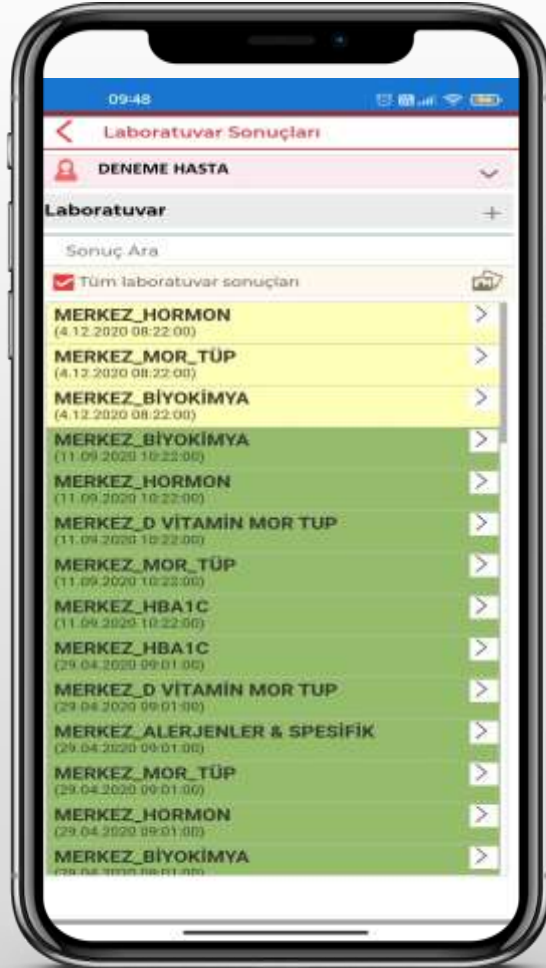 09:48
Laboratuvar Sonuçları
DENEME HASTA
Laboratuvar
Sonuç Ara
Tüm laboratuvar sonuçları
MERKEZ_HORMON
(4.12.2020 08:22:00)
MERKEZ_MOR_TÜP
(4.12.2020 08:22:00)
MERKEZ_BİYOKİMYA
(4.12.2020 08:22:00)
MERKEZ_BİYOKİMYA
(11.09.2020 10:22:00)
MERKEZ_HORMON
(11.09.2020 10:22:00)
MERKEZ_D VİTAMİN MOR TUP
(11.09.2020 10:22:00)
MERKEZ_MOR_TÜP
(11.09.2020 10:22:00)
MERKEZ_HBA1C
(11.09.2020 10:22:00)
MERKEZ_HBA1C
(29.04.2020 09:01:00)
MERKEZ_D VİTAMİN MOR TUP
(29.04.2020 09:01:00)
MERKEZ_ALERJENLER & SPESİFİK
(29.04.2020 09:01:00)
MERKEZ_MOR_TÜP
(29.04.2020 09:01:00)
MERKEZ_HORMON
(29.04.2020 09:01:00)
MERKEZ_BİYOKİMYA
(29.04.2020 09:01:00)